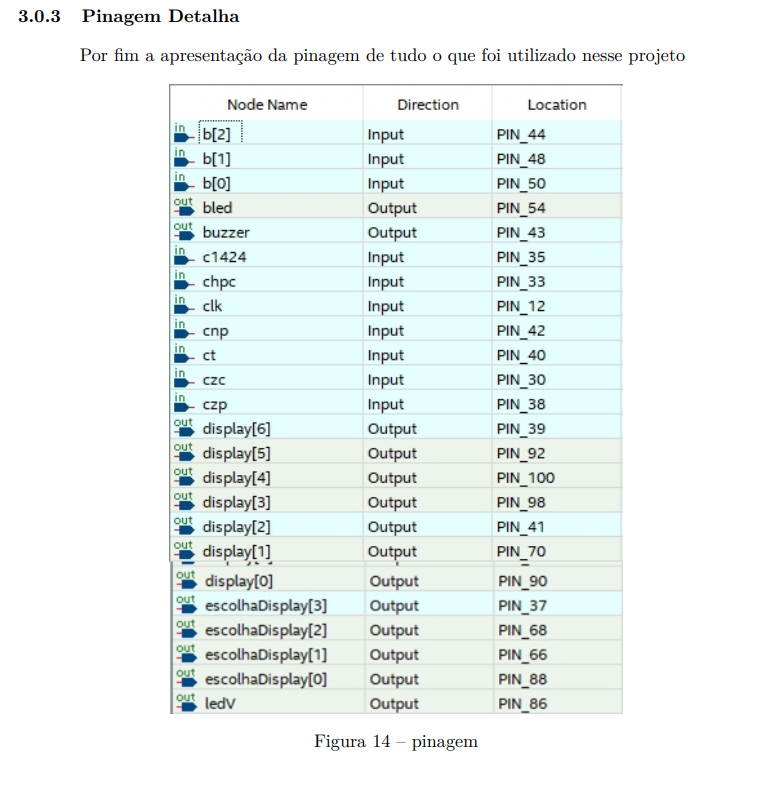 3.0.3 Pinagem Detalha
Por fim a apresentação da pinagem de tudo o que foi utilizado nesse projeto
Node Name Direction Location
in b[2] Input PIN_44
in b[1] Input PIN_48
in b[0] Input PIN_50
out bled Output PIN_54
out buzzer Output PIN_43
in c1424 Input PIN_35
in chpc Input PIN_33
in clk Input PIN_12
in cnp Input PIN_42
in ct Input PIN_40
in czc Input PIN_30
in czp Input PIN_38
out display[6] Output PIN_39
out display[5] Output PIN_92
out display[4] Output PIN_100
out display[3] Output PIN_98
out display[2] Output PIN_41
out display[1] Output PIN_70
out display[0] Output PIN_90
out escolhaDisplay[3] Output PIN_37
out escolhaDisplay[2] Output PIN_68
out escolhaDisplay[1] Output PIN_66
out escolhaDisplay[0] Output PIN_88
out ledV Output PIN_86
Figura 14 – pinagem